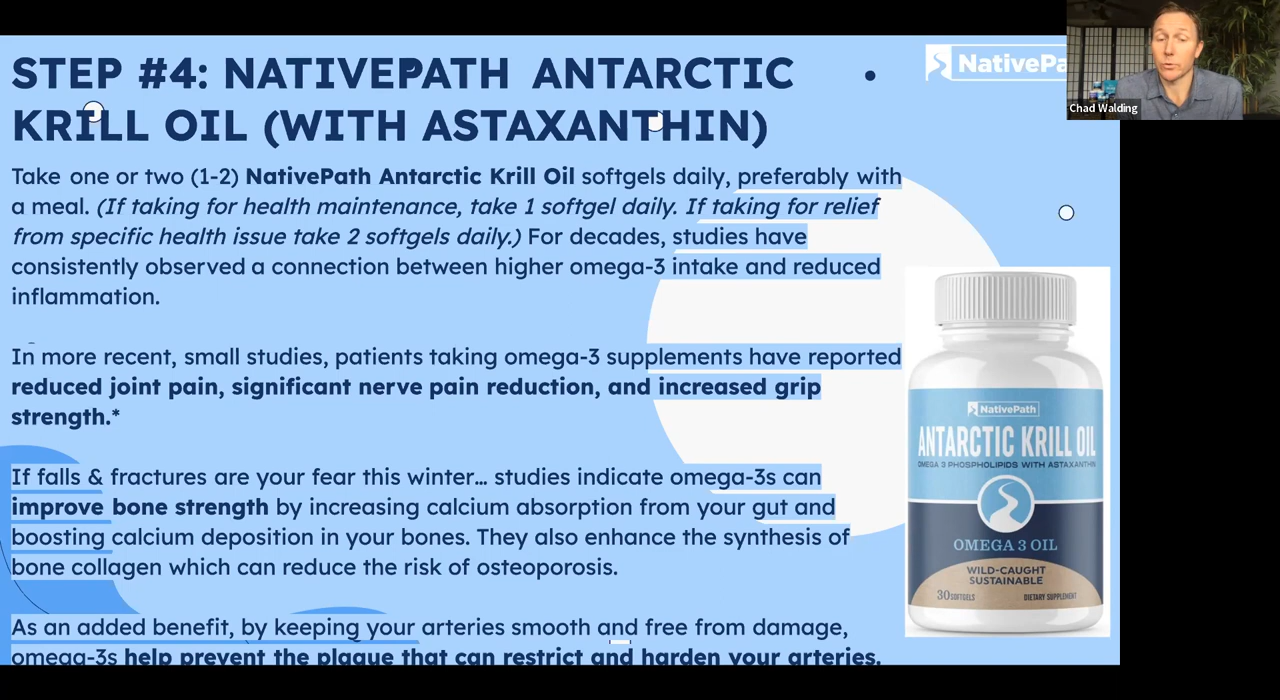 STEP #4: NATIVEPATH ANTARCTIC •
KRILL OIL (WITH ASTAXANTHIN)
NativePa
Chad Walding
Take one or two (1-2) NativePath Antarctic Krill Oil softgels daily, preferably with
a meal. (If taking for health maintenance, take 1 softgel daily. If taking for relief
from specific health issue take 2 softgels daily.) For decades, studies have
consistently observed a connection between higher omega-3 intake and reduced
inflammation.
In more recent, small studies, patients taking omega-3 supplements have reported
reduced joint pain, significant nerve pain reduction, and increased grip
strength.*
If falls & fractures are your fear this winter... studies indicate omega-3s can
improve bone strength by increasing calcium absorption from your gut and
boosting calcium deposition in your bones. They also enhance the synthesis of
bone collagen which can reduce the risk of osteoporosis.
As an added benefit, by keeping your arteries smooth and free from damage,
omega-3s help prevent the plaque that can restrict and harden your arteries.
NativePath
ANTARCTIC KRILL OIL
OMEGA 3 PHOSPHOLIPIDS WITH ASTAXANTHIN
OMEGA 3 OIL
WILD-CAUGHT
SUSTAINABLE
30 SOFTGELS
DIETARY SUPPLEMENT